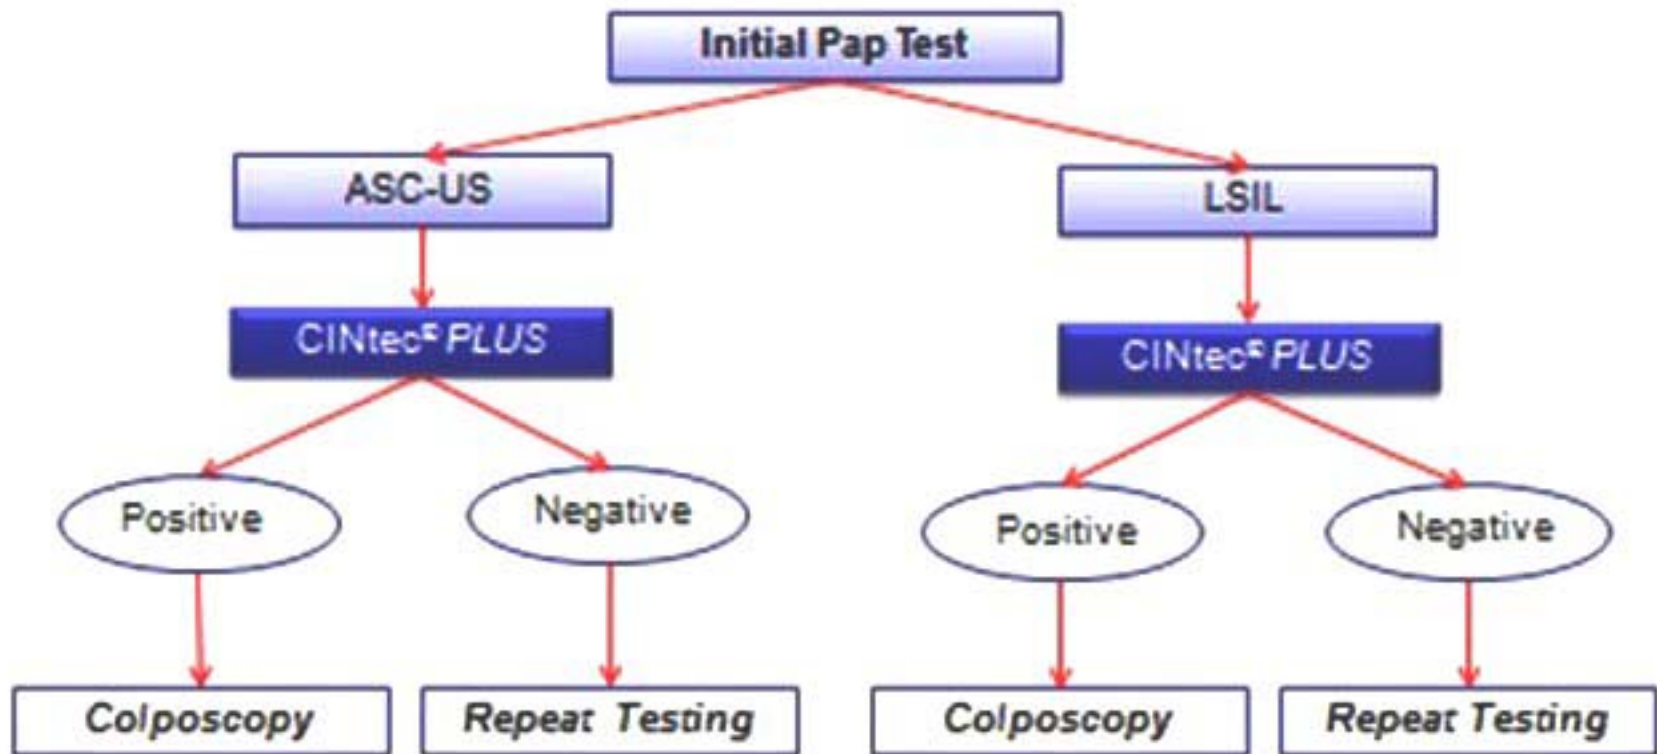 Initial Pap Test
ASC-US
LSIL
CINtec® PLUS
CINtec® PLUS
Positive
Negative
Positive
Negative
Colposcopy
Repeat Testing
Colposcopy
Repeat Testing